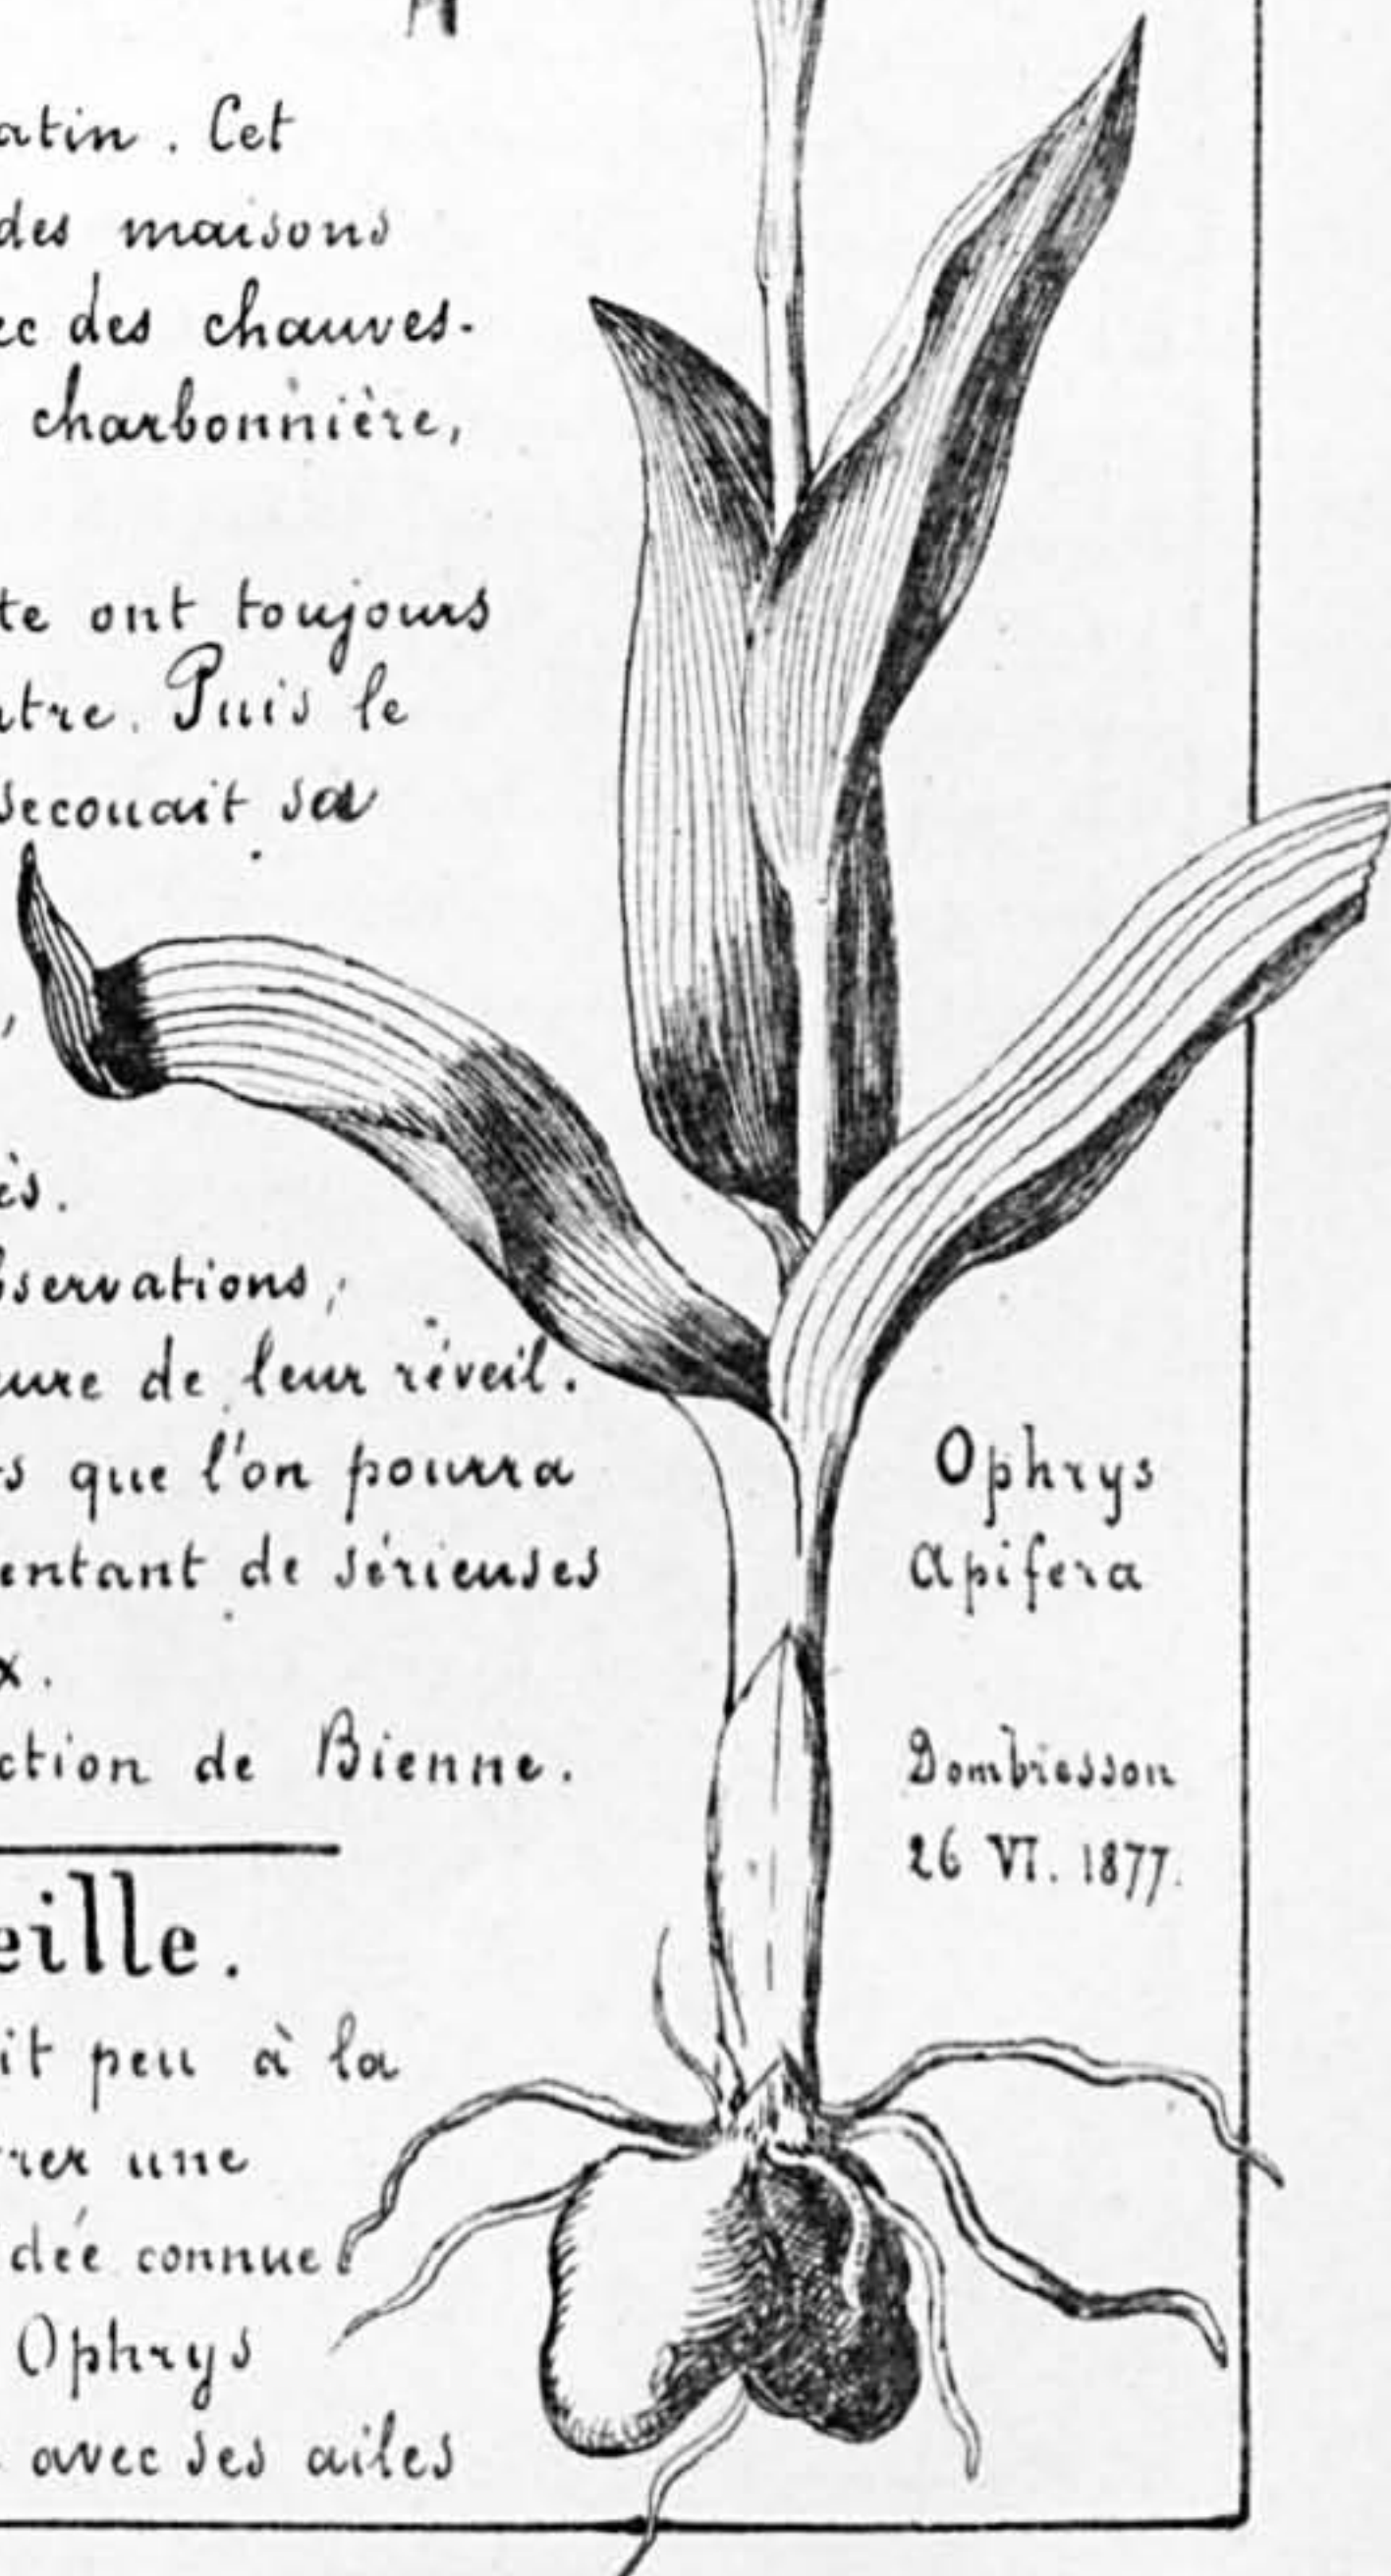 atin. Cet
des maisons
ec des chauves-
charbonnière,
te ont toujours
tre. Puis le
secouait sa
,
ès.
servations,
ure de leur réveil.
s que l'on pourra
entant de sérieuses
x.
ction de Bienne.
eille.
it peu à la
rer une
dée connue
Ophrys
avec ses ailes
Ophrys
Apifera
Dombresson
26 VI. 1877.